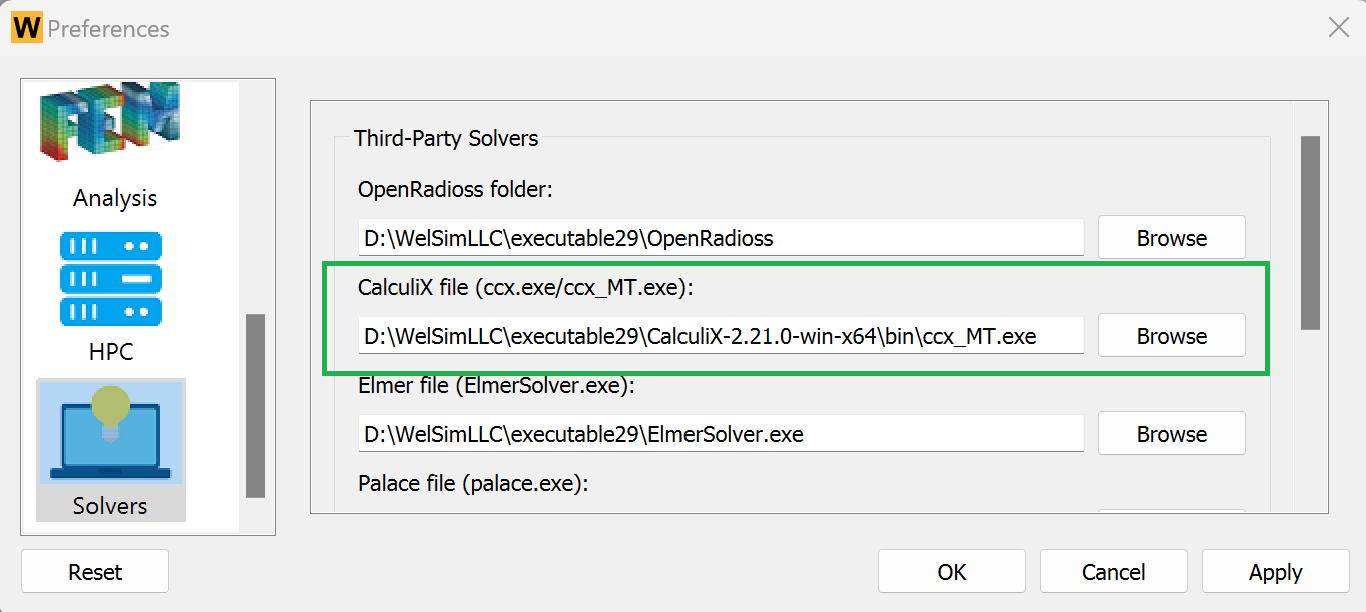 W Preferences
FEM
Analysis
HPC
Solvers
Third-Party Solvers
OpenRadioss folder:
D:\WelSimLLC\executable29\OpenRadioss Browse
CalculiX file (ccx.exe/ccx_MT.exe):
D:\WelSimLLC\executable29\CalculiX-2.21.0-win-x64\bin\ccx_MT.exe Browse
Elmer file (ElmerSolver.exe):
D:\WelSimLLC\executable29\ElmerSolver.exe Browse
Palace file (palace.exe):
Reset OK Cancel Apply